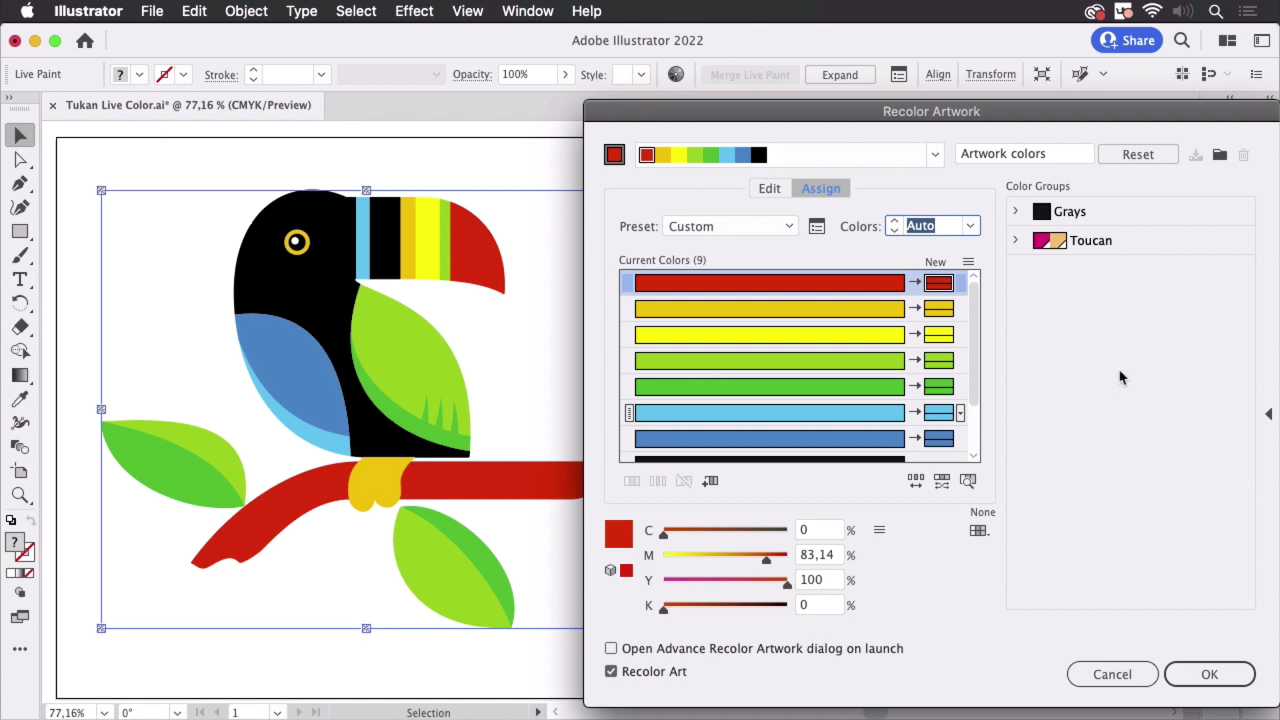 Illustrator File Edit Object Type Select Effect View Window Help
Adobe Illustrator 2022
Share
Live Paint ? Stroke: Opacity: 100% Style: Merge Live Paint Expand Align Transform
Tukan Live Color.ai* @ 77,16 % (CMYK/Preview)
Recolor Artwork
Artwork colors
Reset
Edit Assign
Color Groups
Preset: Custom
Colors: Auto
Grays
Toucan
Current Colors (9)
New
None
C 0 %
M 83,14 %
Y 100 %
K 0 %
Open Advance Recolor Artwork dialog on launch
Recolor Art
Cancel
OK
?
77,16% 0° 1 Selection